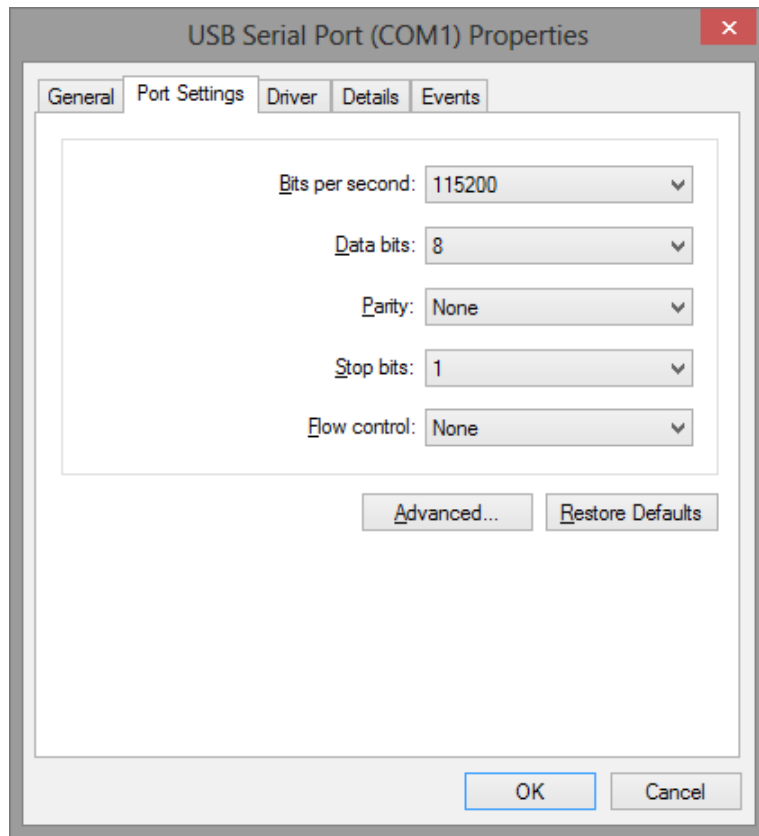 USB Serial Port (COM1) Properties
General Port Settings Driver Details Events
Bits per second: 115200
Data bits: 8
Parity: None
Stop bits: 1
Flow control: None
Advanced... Restore Defaults
OK Cancel